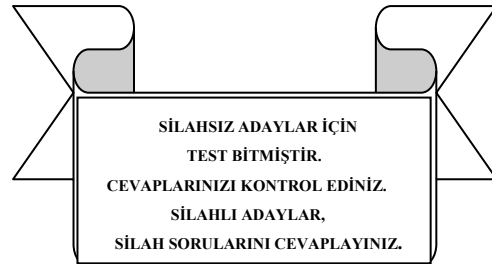 SİLAHSIZ ADAYLAR İÇİN
TEST BİTMİŞTİR.
CEVAPLARINIZI KONTROL EDİNİZ.
SİLAHLI ADAYLAR,
SİLAH SORULARINI CEVAPLAYINIZ.